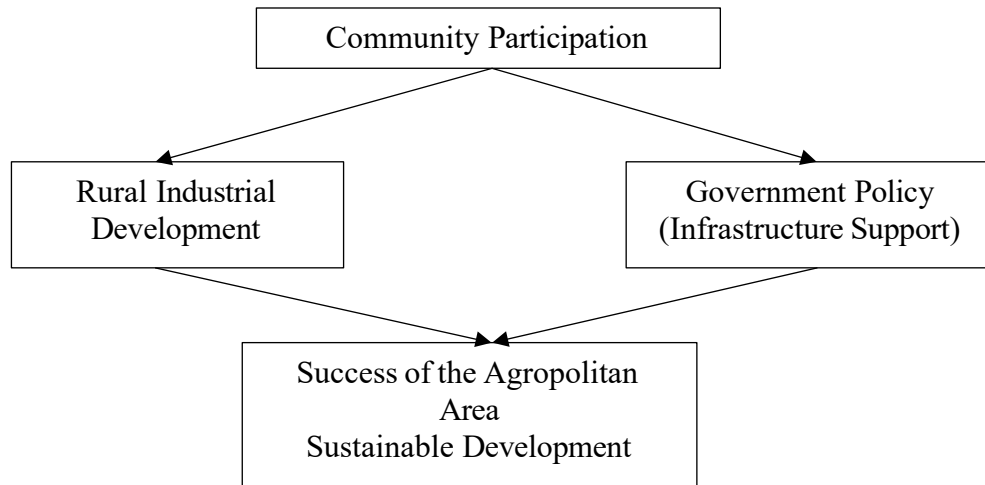 Community Participation
Rural Industrial
Development
Government Policy
(Infrastructure Support)
Success of the Agropolitan
Area
Sustainable Development